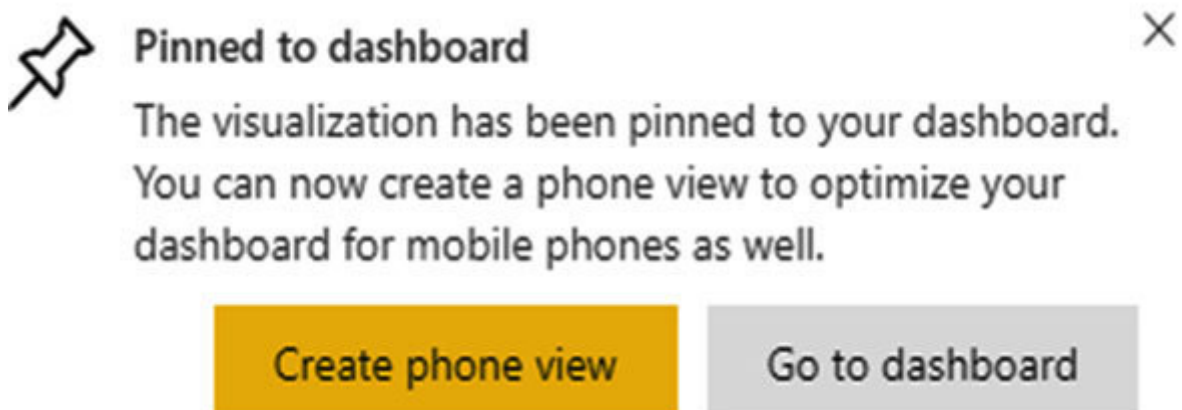 Pinned to dashboard
The visualization has been pinned to your dashboard.
You can now create a phone view to optimize your
dashboard for mobile phones as well.
Create phone view
Go to dashboard